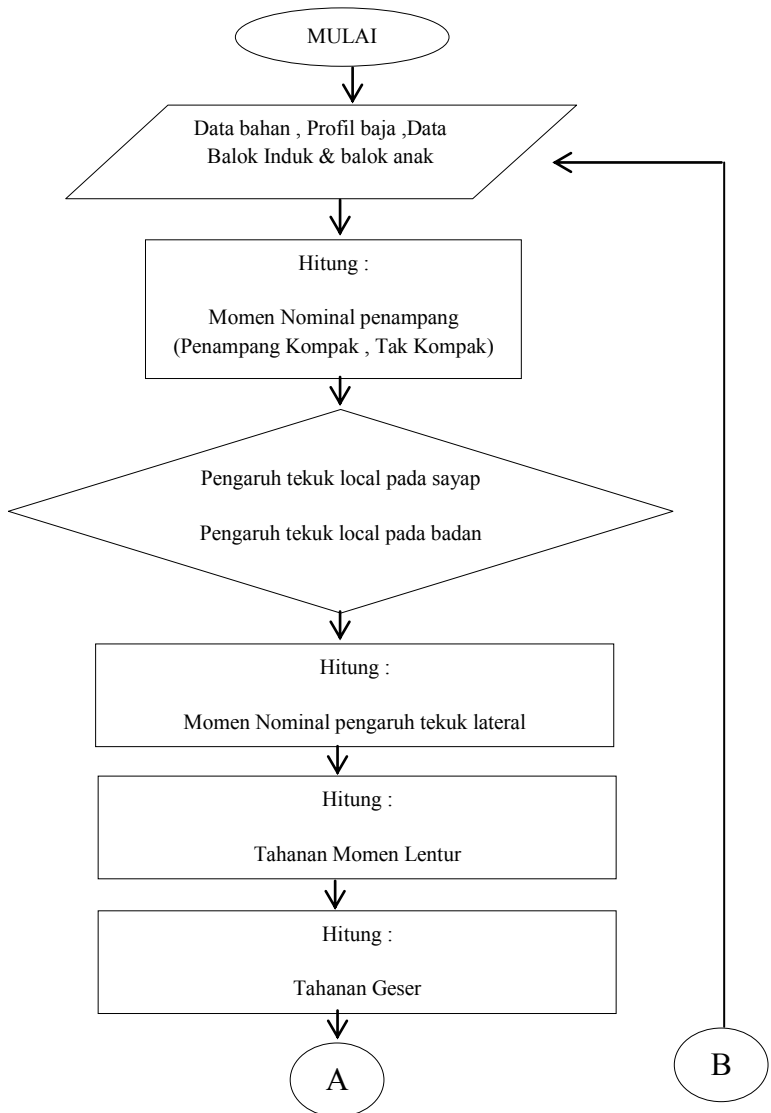 MULAI
Data bahan , Profil baja ,Data
Balok Induk & balok anak
Hitung :
Momen Nominal penampang
(Penampang Kompak , Tak Kompak)
Pengaruh tekuk local pada sayap
Pengaruh tekuk local pada badan
Hitung :
Momen Nominal pengaruh tekuk lateral
Hitung :
Tahanan Momen Lentur
Hitung :
Tahanan Geser
A
B